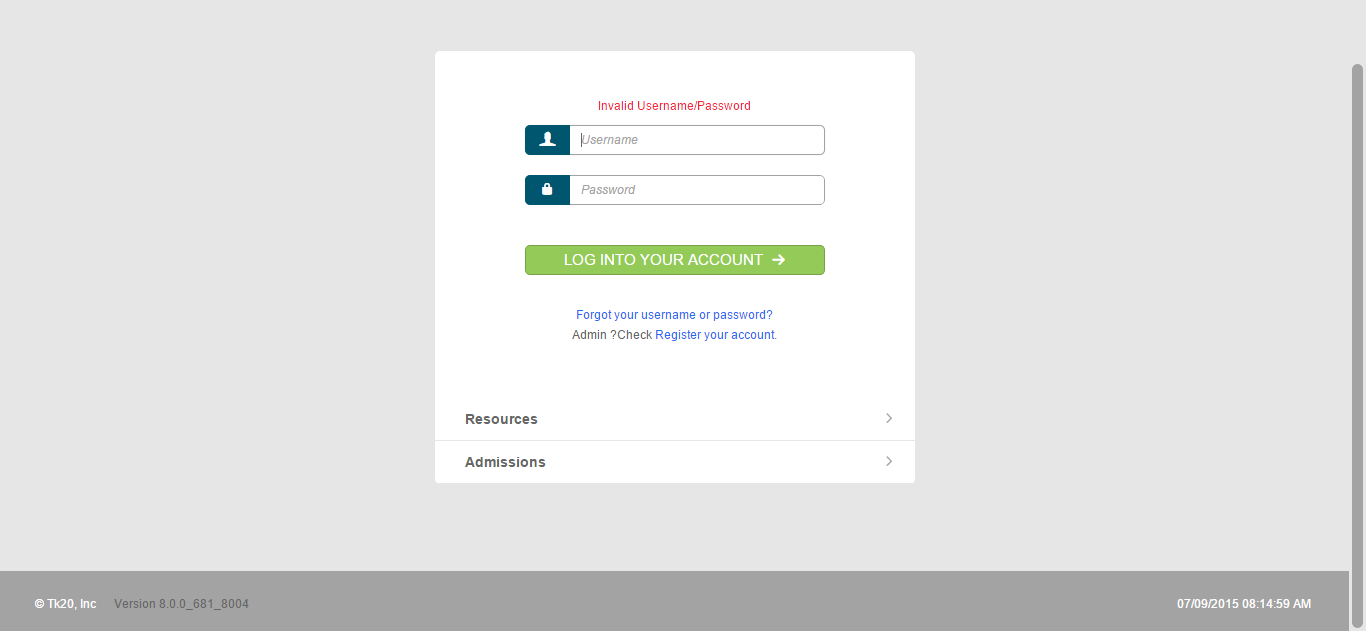 Invalid Username/Password
Username
Password
LOG INTO YOUR ACCOUNT
Forgot your username or password?
Admin ?Check Register your account.
Resources
Admissions
© Tk20, Inc Version 8.0.0_681_8004 07/09/2015 08:14:59 AM